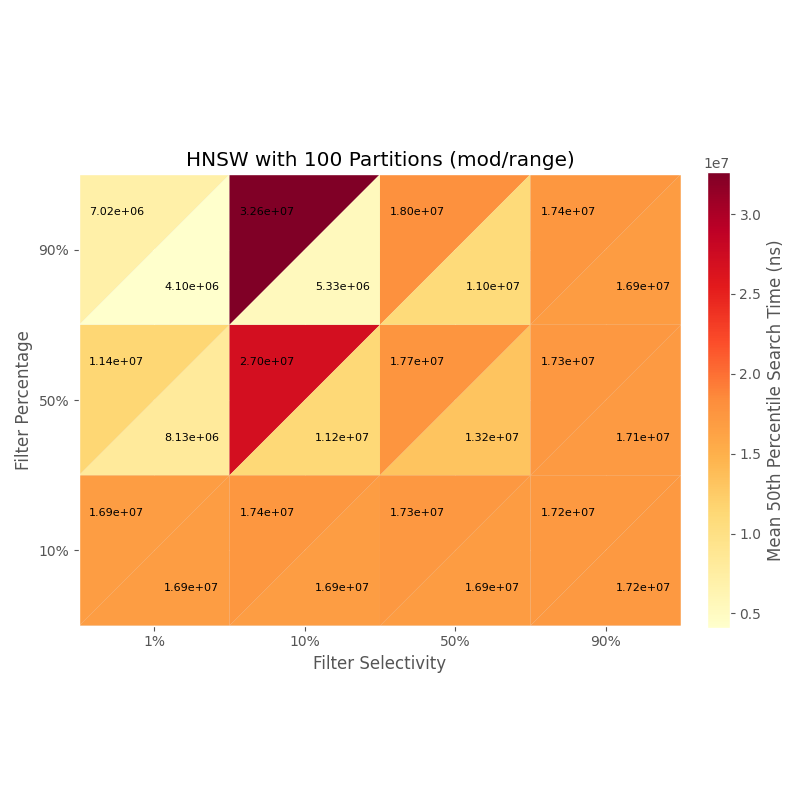 HNSW with 100 Partitions (mod/range)
1e7
7.02e+06 3.26e+07 1.80e+07 1.74e+07
90%
4.10e+06 5.33e+06 1.10e+07 1.69e+07
1.14e+07 2.70e+07 1.77e+07 1.73e+07
50%
8.13e+06 1.12e+07 1.32e+07 1.71e+07
1.69e+07 1.74e+07 1.73e+07 1.72e+07
10%
1.69e+07 1.69e+07 1.69e+07 1.72e+07
1% 10% 50% 90%
Filter Selectivity
Filter Percentage
3.0
2.5
2.0
1.5
1.0
0.5
Mean 50th Percentile Search Time (ns)